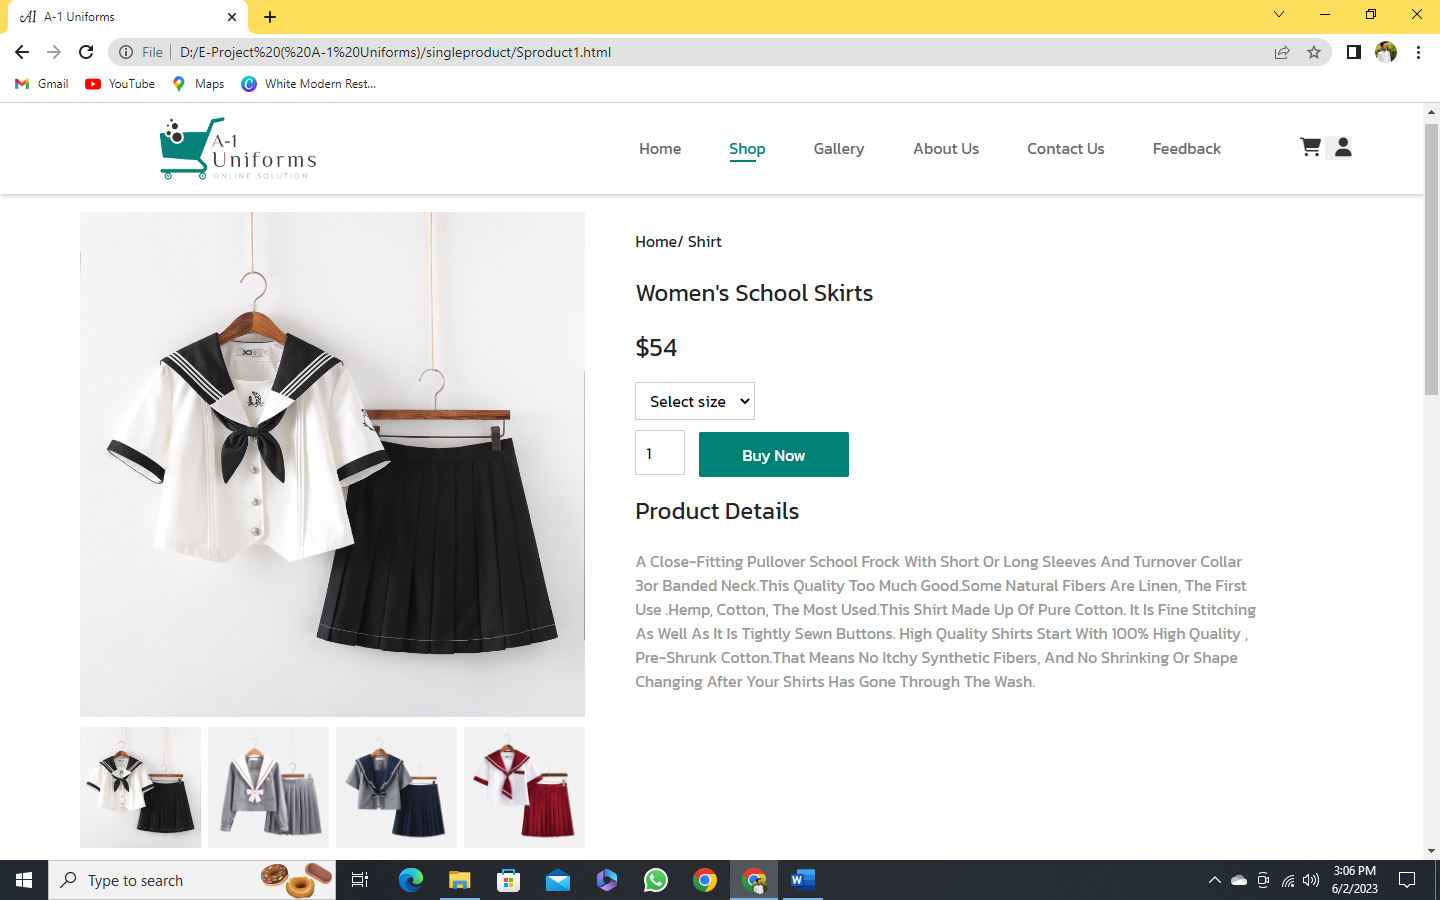 A1 A-1 Uniforms
File D:/E-Project%20(%20A-1%20Uniforms)/singleproduct/Sproduct1.html
Gmail YouTube Maps White Modern Rest...
A-1
Uniforms
ONLINE SOLUTION
Home Shop Gallery About Us Contact Us Feedback
Home/ Shirt
Women's School Skirts
$54
Select size
1 Buy Now
Product Details
A Close-Fitting Pullover School Frock With Short Or Long Sleeves And Turnover Collar
3or Banded Neck.This Quality Too Much Good.Some Natural Fibers Are Linen, The First
Use .Hemp, Cotton, The Most Used.This Shirt Made Up Of Pure Cotton. It Is Fine Stitching
As Well As It Is Tightly Sewn Buttons. High Quality Shirts Start With 100% High Quality ,
Pre-Shrunk Cotton.That Means No Itchy Synthetic Fibers, And No Shrinking Or Shape
Changing After Your Shirts Has Gone Through The Wash.
Type to search
3:06 PM
6/2/2023